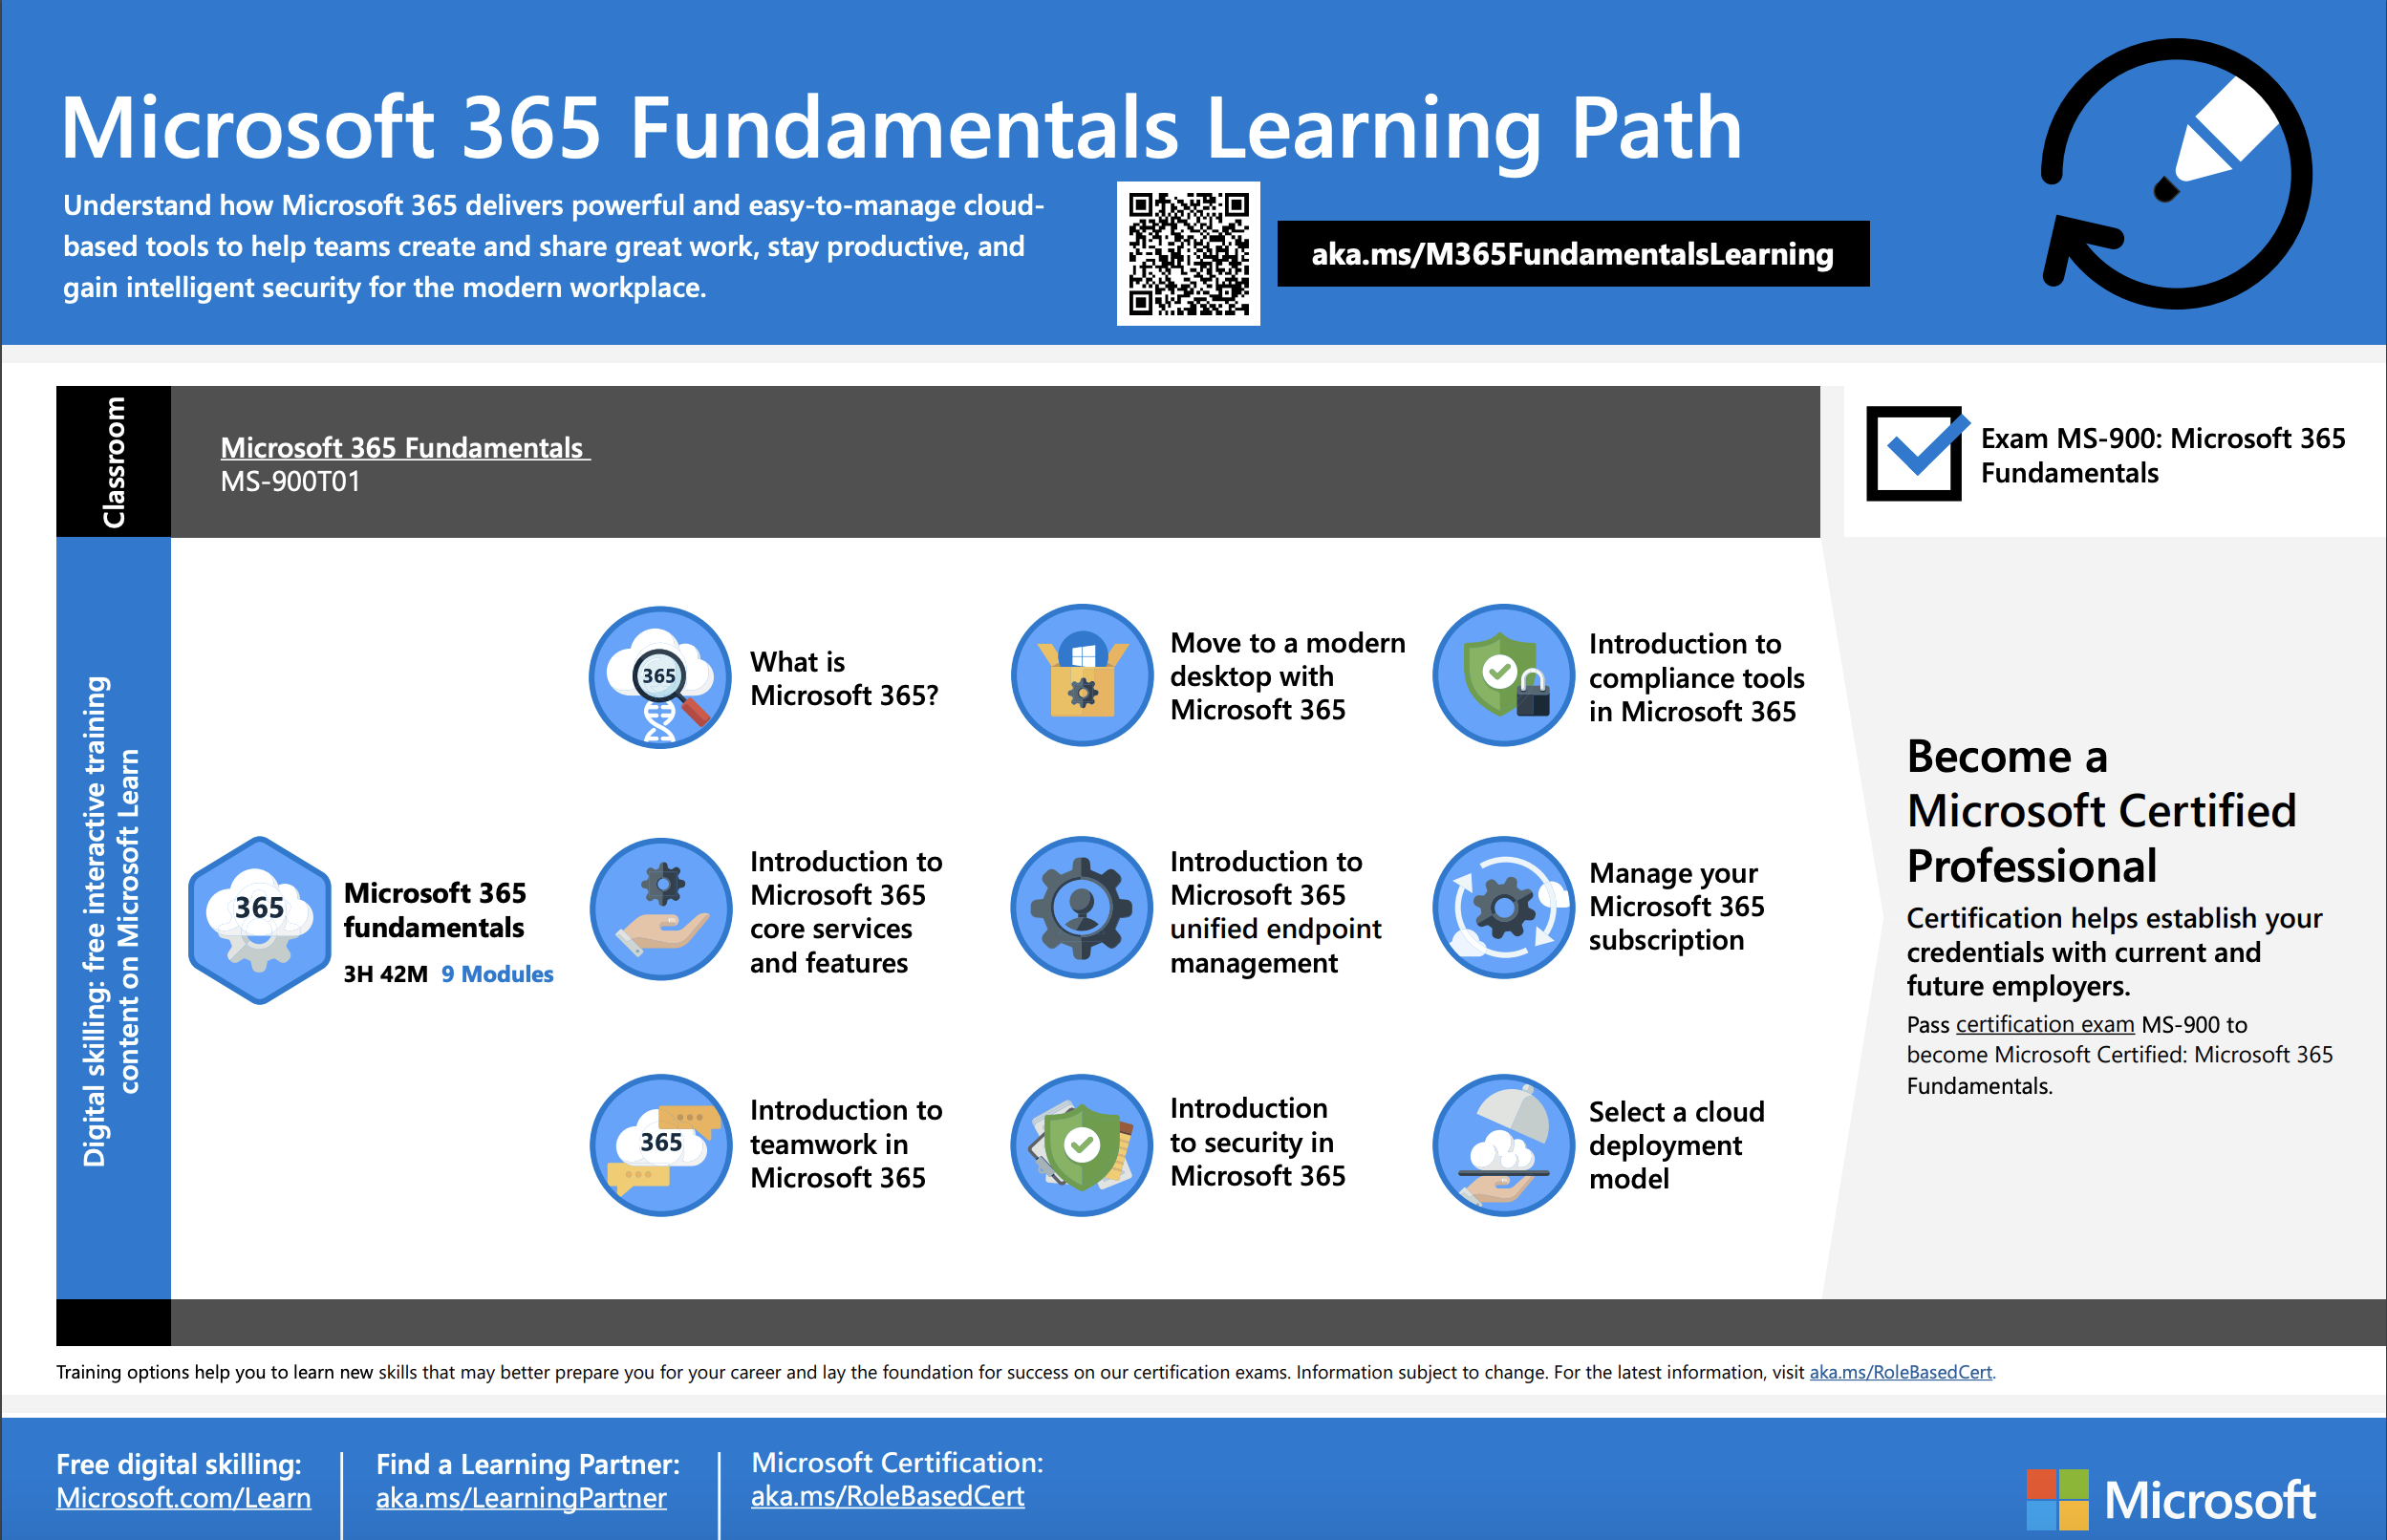 Microsoft 365 Fundamentals Learning Path
Understand how Microsoft 365 delivers powerful and easy-to-manage cloud-
based tools to help teams create and share great work, stay productive, and
gain intelligent security for the modern workplace.
aka.ms/M365FundamentalsLearning
Classroom
Microsoft 365 Fundamentals
MS-900T01
Exam MS-900: Microsoft 365
Fundamentals
Digital skilling: free interactive training
content on Microsoft Learn
365
Microsoft 365
fundamentals
3H 42M 9 Modules
365
What is
Microsoft 365?
Move to a modern
desktop with
Microsoft 365
Introduction to
compliance tools
in Microsoft 365
Introduction to
Microsoft 365
core services
and features
Introduction to
Microsoft 365
unified endpoint
management
Manage your
Microsoft 365
subscription
365
Introduction to
teamwork in
Microsoft 365
Introduction
to security in
Microsoft 365
Select a cloud
deployment
model
Become a
Microsoft Certified
Professional
Certification helps establish your
credentials with current and
future employers.
Pass certification exam MS-900 to
become Microsoft Certified: Microsoft 365
Fundamentals.
Training options help you to learn new skills that may better prepare you for your career and lay the foundation for success on our certification exams. Information subject to change. For the latest information, visit aka.ms/RoleBasedCert.
Free digital skilling:
Microsoft.com/Learn
Find a Learning Partner:
aka.ms/LearningPartner
Microsoft Certification:
aka.ms/RoleBasedCert
Microsoft